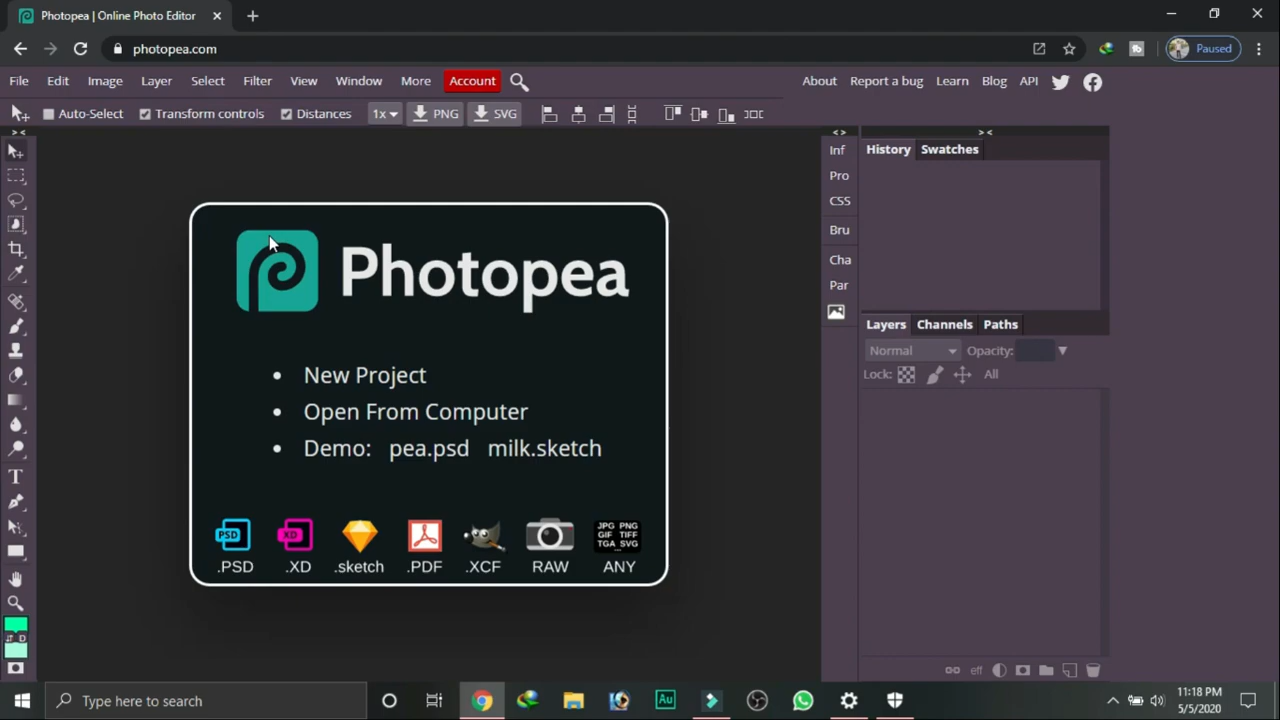 Photopea | Online Photo Editor
photopea.com
Paused
File Edit Image Layer Select Filter View Window More Account
About Report a bug Learn Blog API
Auto-Select Transform controls Distances 1x PNG SVG
> <
< >
> <
Inf
Pro
CSS
Bru
Cha
Par
History Swatches
Photopea
New Project
Open From Computer
Demo: pea.psd milk.sketch
PSD XD JPG PNG
GIF TIFF
TGA SVG
.PSD .XD .sketch .PDF .XCF RAW ANY
Layers Channels Paths
Normal Opacity:
Lock: All
T
D
eff
Type here to search
Au
11:18 PM
5/5/2020